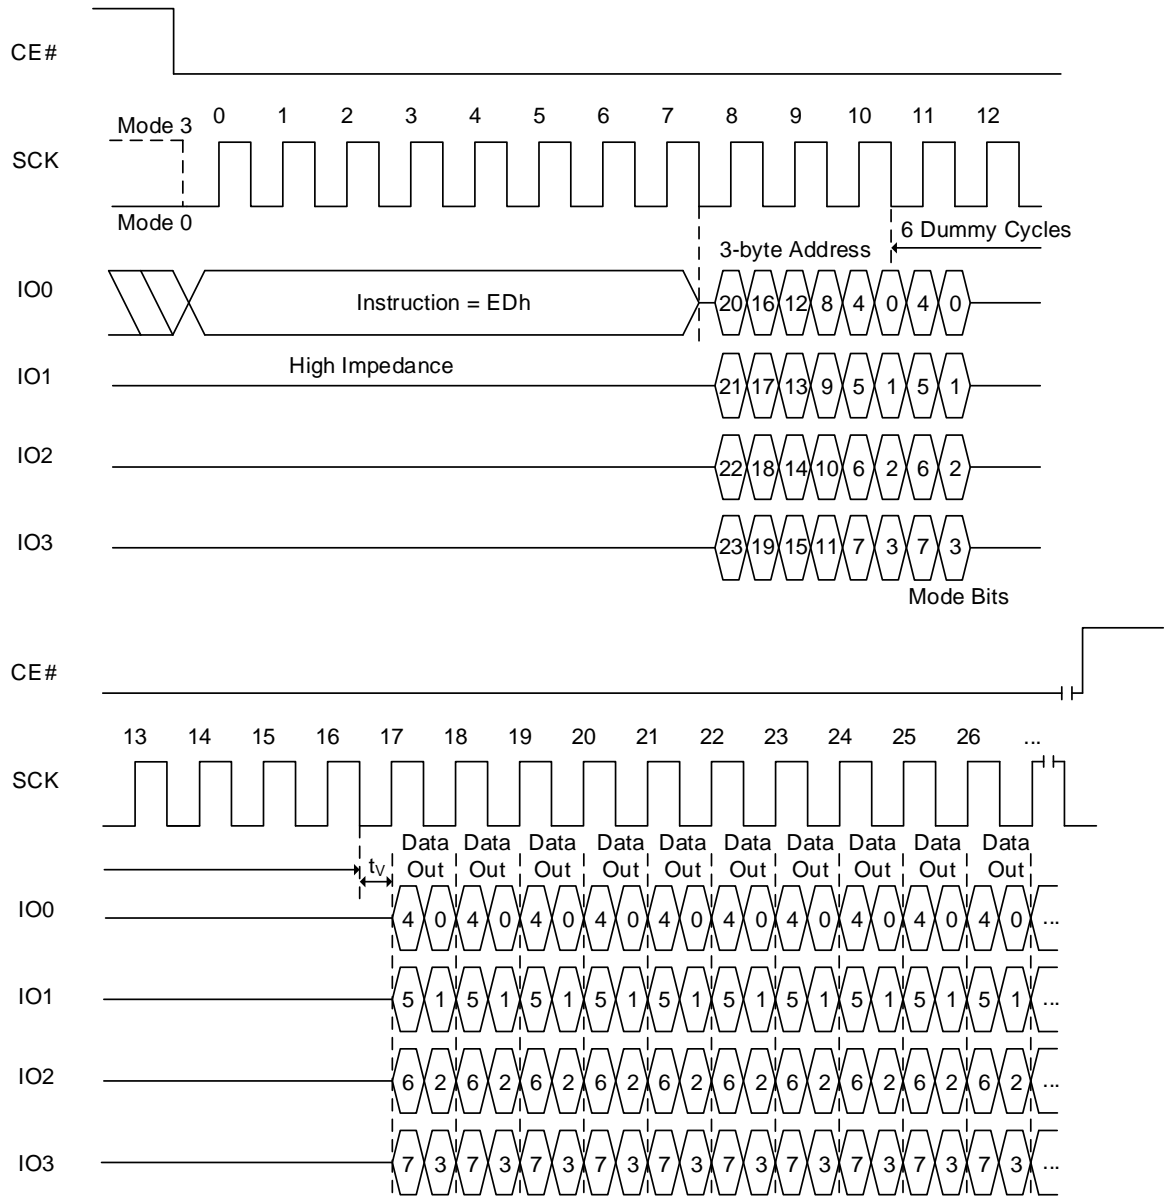 CE#
0 1 2 3 4 5 6 7 8 9 10 11 12
Mode 3
SCK
Mode 0
6 Dummy Cycles
3-byte Address
IO0
Instruction = EDh
20 16 12 8 4 0 4 0
High Impedance
IO1
21 17 13 9 5 1 5 1
IO2
22 18 14 10 6 2 6 2
IO3
23 19 15 11 7 3 7 3
Mode Bits
CE#
13 14 15 16 17 18 19 20 21 22 23 24 25 26 ...
SCK
Data Data Data Data Data Data Data Data Data Data
tV Out Out Out Out Out Out Out Out Out Out
IO0
4 0 4 0 4 0 4 0 4 0 4 0 4 0 4 0 4 0 4 0 ...
IO1
5 1 5 1 5 1 5 1 5 1 5 1 5 1 5 1 5 1 5 1 ...
IO2
6 2 6 2 6 2 6 2 6 2 6 2 6 2 6 2 6 2 6 2 ...
IO3
7 3 7 3 7 3 7 3 7 3 7 3 7 3 7 3 7 3 7 3 ...